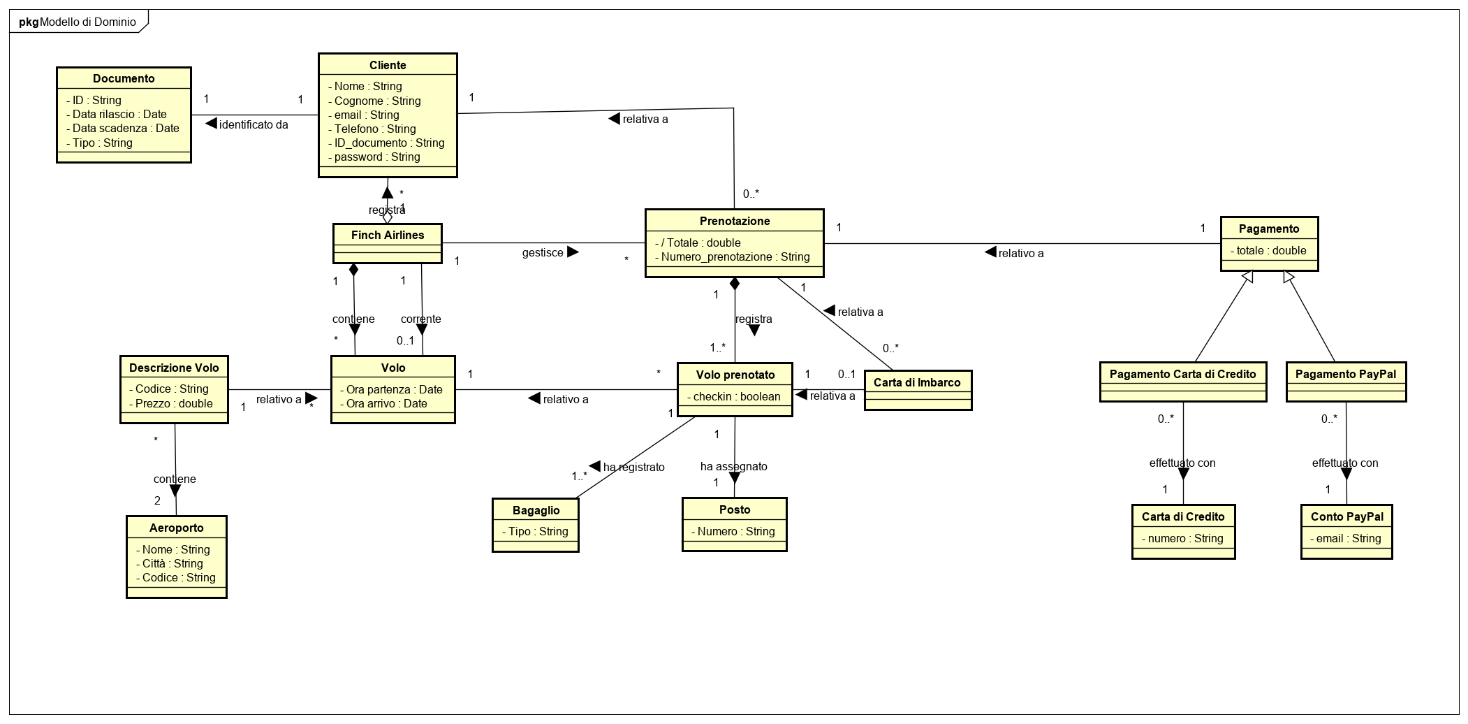 pkg Modello di Dominio
Documento
- ID : String
- Data rilascio : Date
- Data scadenza : Date
- Tipo : String
1
1
identificato da
Cliente
- Nome : String
- Cognome : String
- email : String
- Telefono : String
- ID_documento : String
- password : String
1
relativa a
0..*
*
registra
1
Finch Airlines
1
gestisce
*
Prenotazione
- / Totale : double
- Numero_prenotazione : String
1
1
relativo a
Pagamento
- totale : double
1
contiene
*
1
corrente
0..1
1
registra
1..*
1
relativa a
0..*
Descrizione Volo
- Codice : String
- Prezzo : double
1
relativo a
*
Volo
- Ora partenza : Date
- Ora arrivo : Date
1
relativo a
*
Volo prenotato
- checkin : boolean
1
0..1
relativa a
Carta di Imbarco
Pagamento Carta di Credito
Pagamento PayPal
*
contiene
2
1
ha registrato
1..*
1
ha assegnato
1
0..*
effettuato con
1
0..*
effettuato con
1
Aeroporto
- Nome : String
- Città : String
- Codice : String
Bagaglio
- Tipo : String
Posto
- Numero : String
Carta di Credito
- numero : String
Conto PayPal
- email : String